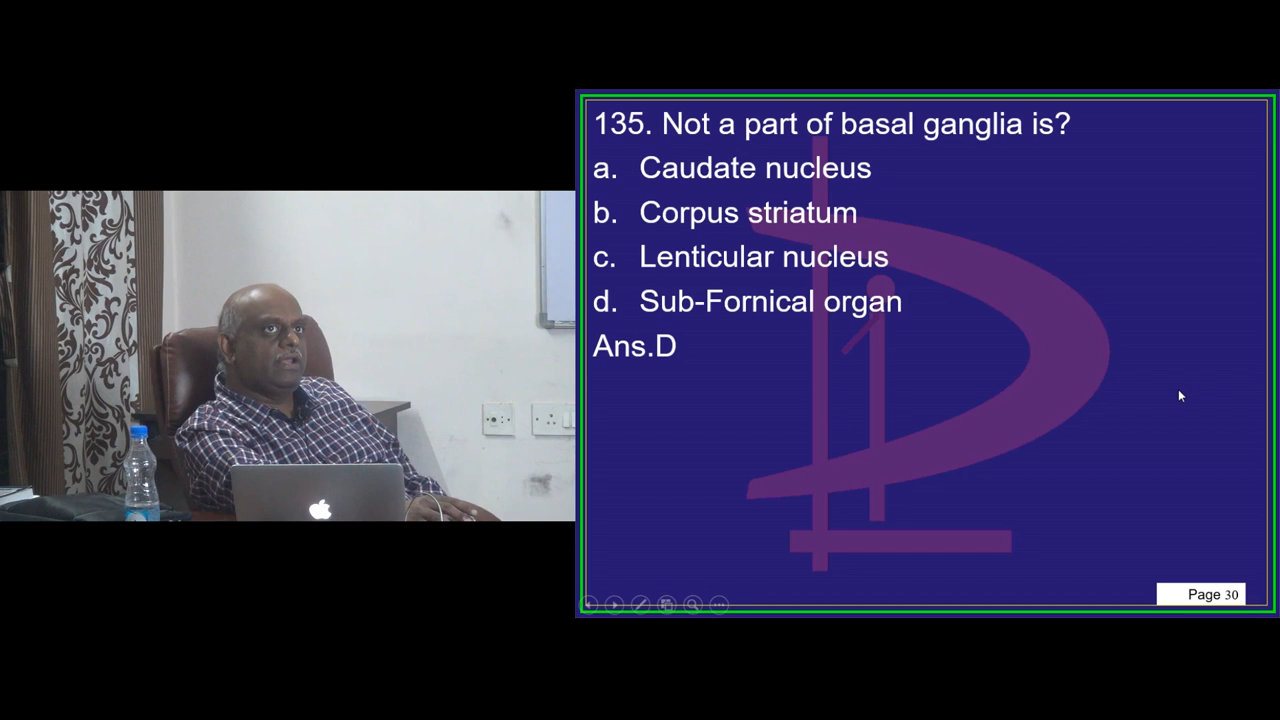 135. Not a part of basal ganglia is?
a. Caudate nucleus
b. Corpus striatum
c. Lenticular nucleus
d. Sub-Fornical organ
Ans.D
Page 30